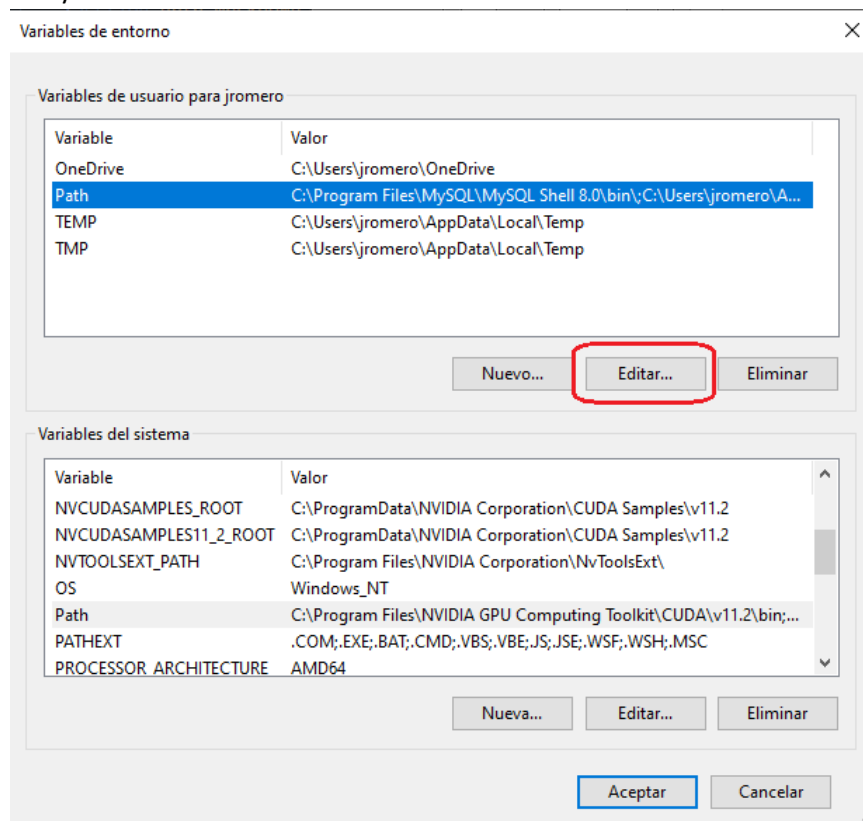 Variables de entorno
Variables de usuario para jromero
Variable Valor
OneDrive C:\Users\jromero\OneDrive
Path C:\Program Files\MySQL\MySQL Shell 8.0\bin\;C:\Users\jromero\A...
TEMP C:\Users\jromero\AppData\Local\Temp
TMP C:\Users\jromero\AppData\Local\Temp
Nuevo... Editar... Eliminar
Variables del sistema
Variable Valor
NVCUDASAMPLES_ROOT C:\ProgramData\NVIDIA Corporation\CUDA Samples\v11.2
NVCUDASAMPLES11_2_ROOT C:\ProgramData\NVIDIA Corporation\CUDA Samples\v11.2
NVTOOLSEXT_PATH C:\Program Files\NVIDIA Corporation\NvToolsExt\
OS Windows_NT
Path C:\Program Files\NVIDIA GPU Computing Toolkit\CUDA\v11.2\bin;...
PATHEXT .COM;.EXE;.BAT;.CMD;.VBS;.VBE;.JS;.JSE;.WSF;.WSH;.MSC
PROCESSOR_ARCHITECTURE AMD64
Nueva... Editar... Eliminar
Aceptar Cancelar